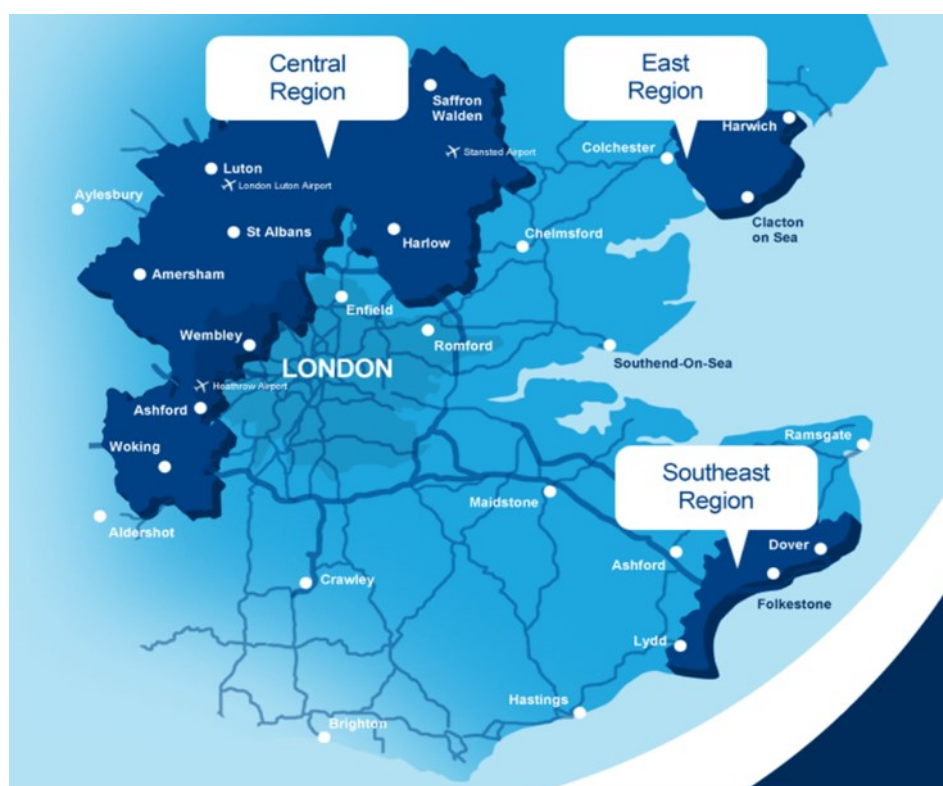 Central
Region
East
Region
Saffron
Walden
Harwich
Stansted Airport
Colchester
Luton
London Luton Airport
Aylesbury
St Albans
Harlow
Clacton
on Sea
Chelmsford
Amersham
Enfield
Wembley
Romford
LONDON
Southend-On-Sea
Heathrow Airport
Ashford
Woking
Ramsgate
Southeast
Region
Maidstone
Aldershot
Dover
Ashford
Crawley
Folkestone
Lydd
Hastings
Brighton